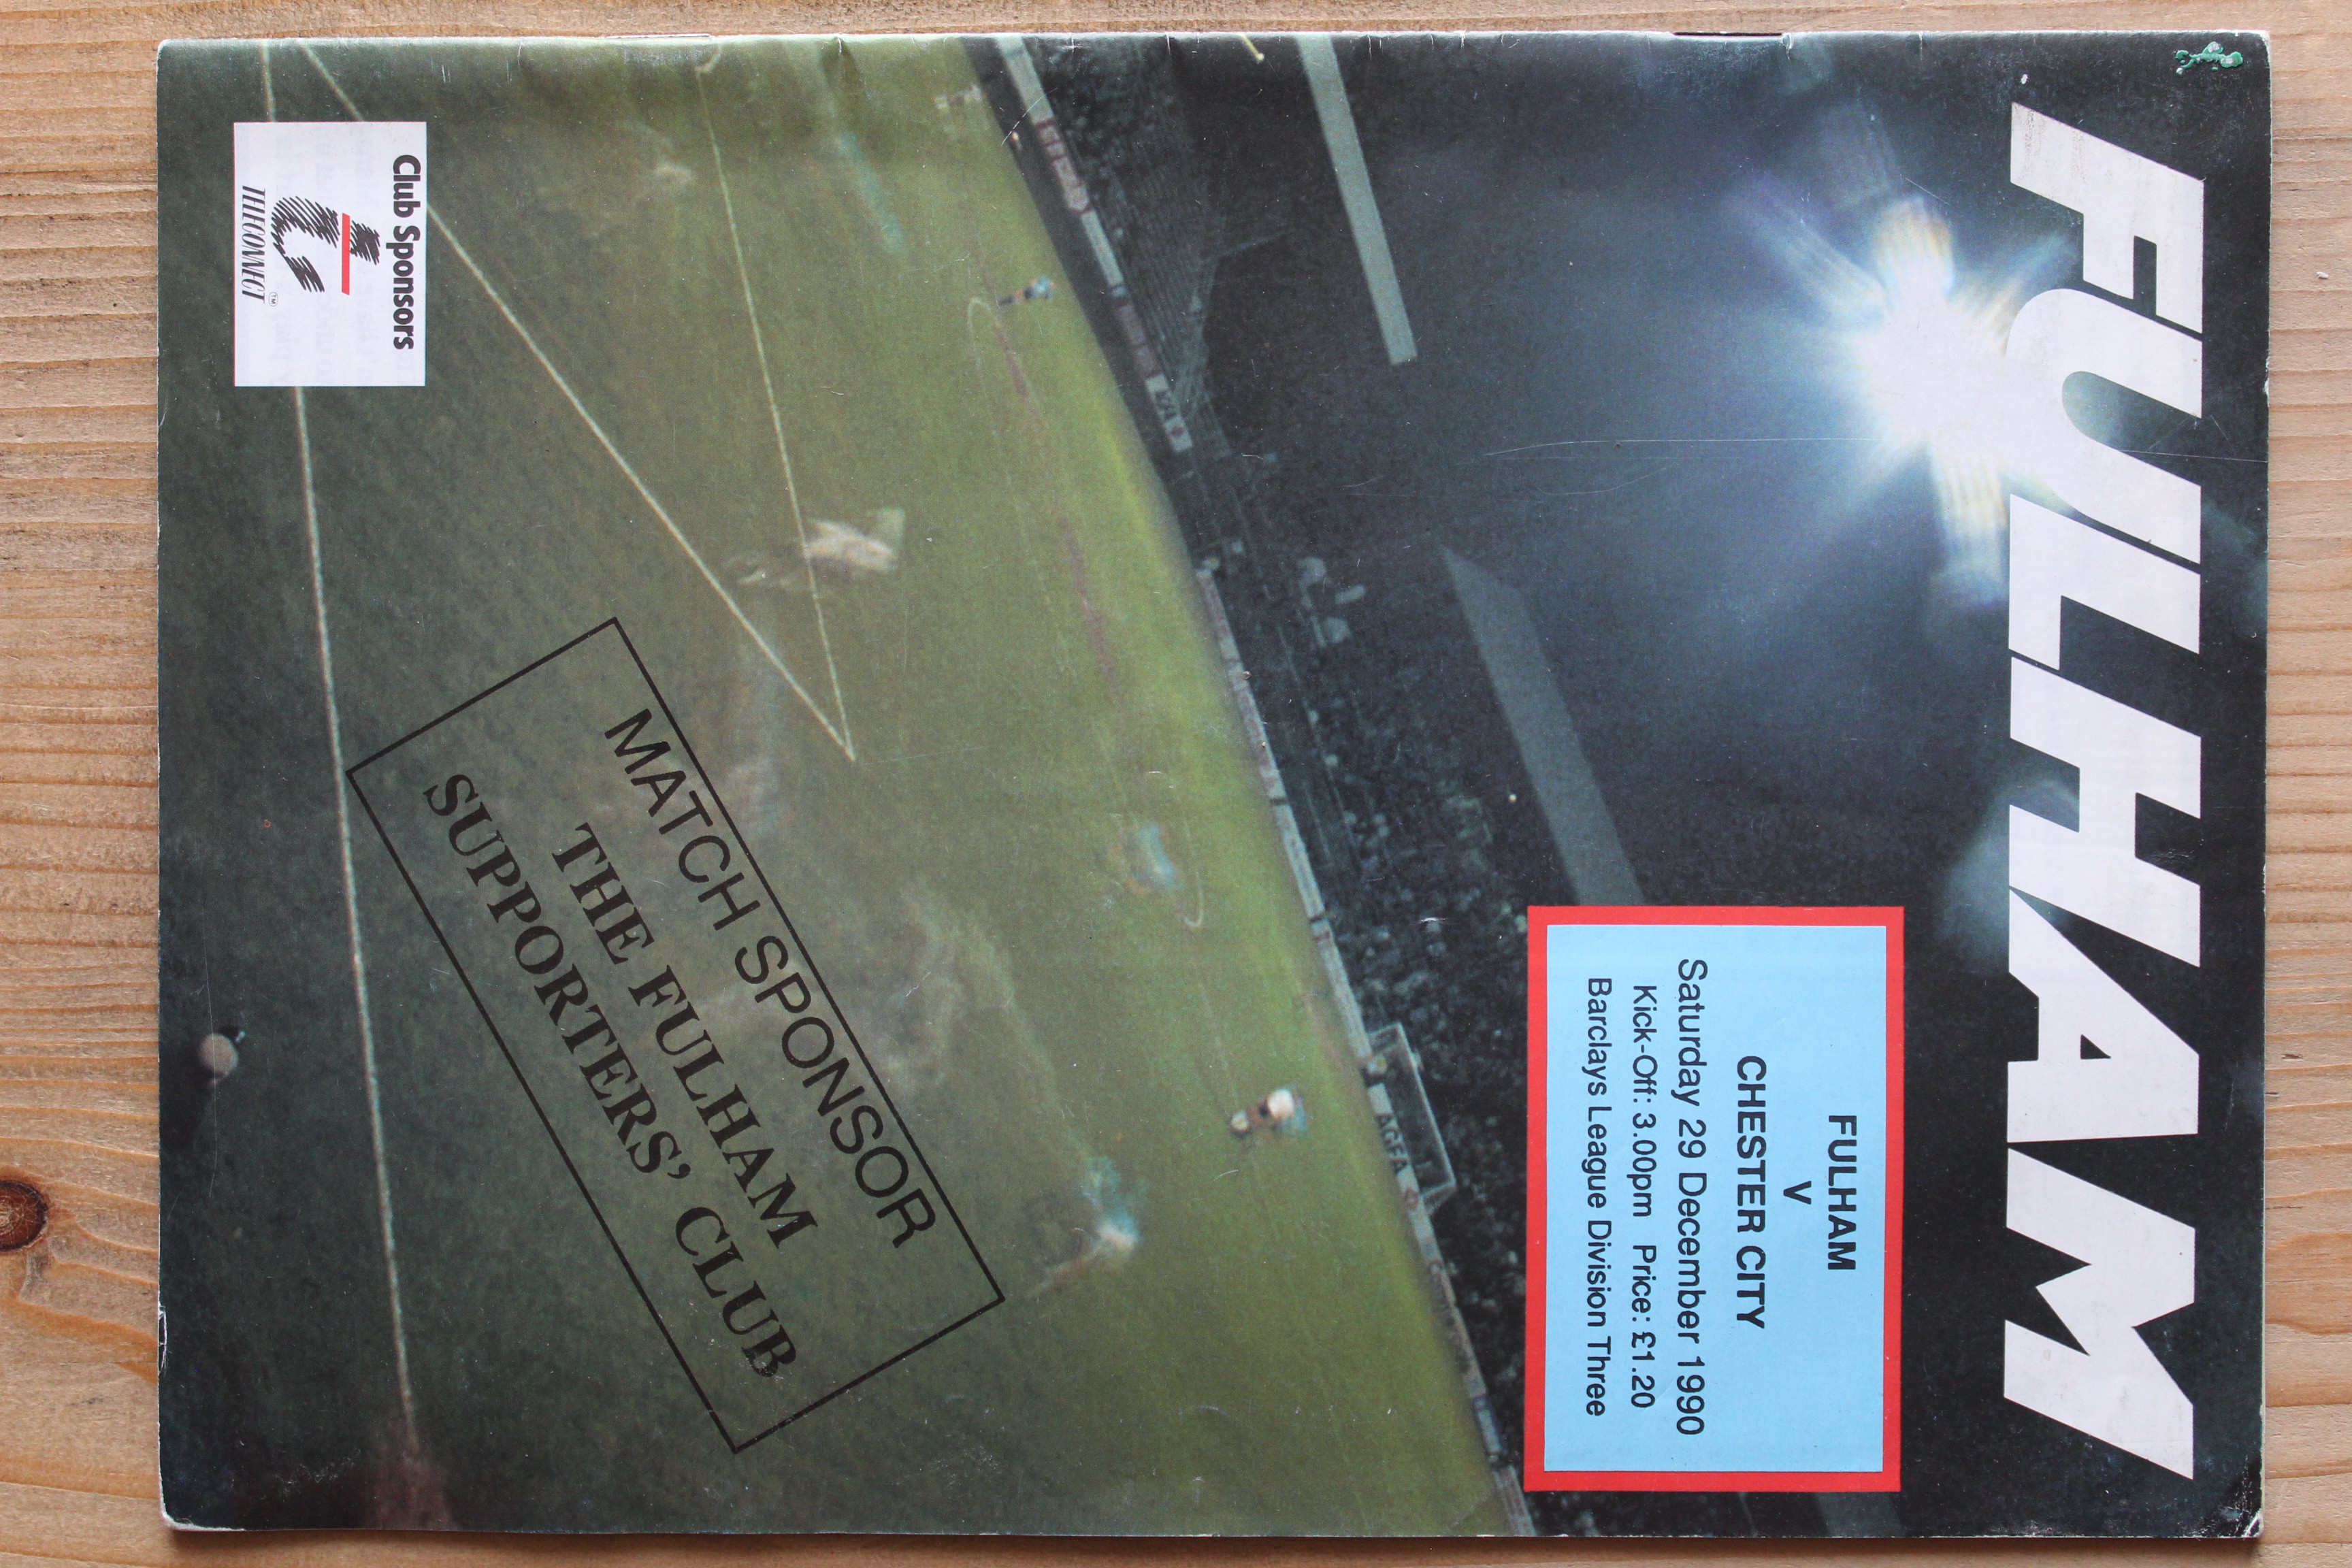 FULHAM
FULHAM
V
CHESTER CITY
Saturday 29 December 1990
Kick-Off: 3.00pm Price: £1.20
Barclays League Division Three
AGFA
MATCH SPONSOR
THE FULHAM
SUPPORTERS' CLUB
Club Sponsors
TELECONNECT™